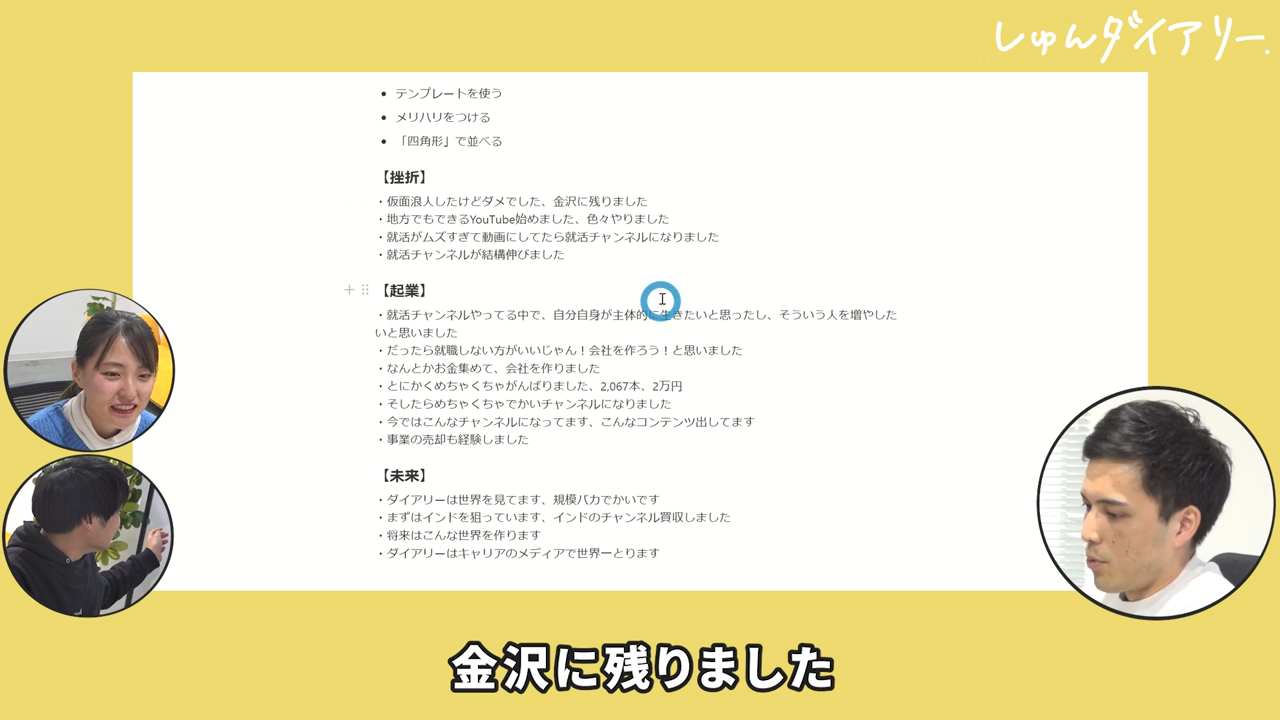 しゅんダイアリー.
• テンプレートを使う
• メリハリをつける
• 「四角形」で並べる
【挫折】
・仮面浪人したけどダメでした、金沢に残りました
・地方でもできるYouTube始めました、色々やりました
・就活がムズすぎて動画にしてたら就活チャンネルになりました
・就活チャンネルが結構伸びました
【起業】
・就活チャンネルやってる中で、自分自身が主体的に生きたいと思ったし、そういう人を増やした
いと思いました
・だったら就職しない方がいいじゃん！会社を作ろう！と思いました
・なんとかお金集めて、会社を作りました
・とにかくめちゃくちゃがんばりました、2,067本、2万円
・そしたらめちゃくちゃでかいチャンネルになりました
・今ではこんなチャンネルになってます、こんなコンテンツ出してます
・事業の売却も経験しました
【未来】
・ダイアリーは世界を見てます、規模バカでかいです
・まずはインドを狙っています、インドのチャンネル買収しました
・将来はこんな世界を作ります
・ダイアリーはキャリアのメディアで世界一とります
金沢に残りました